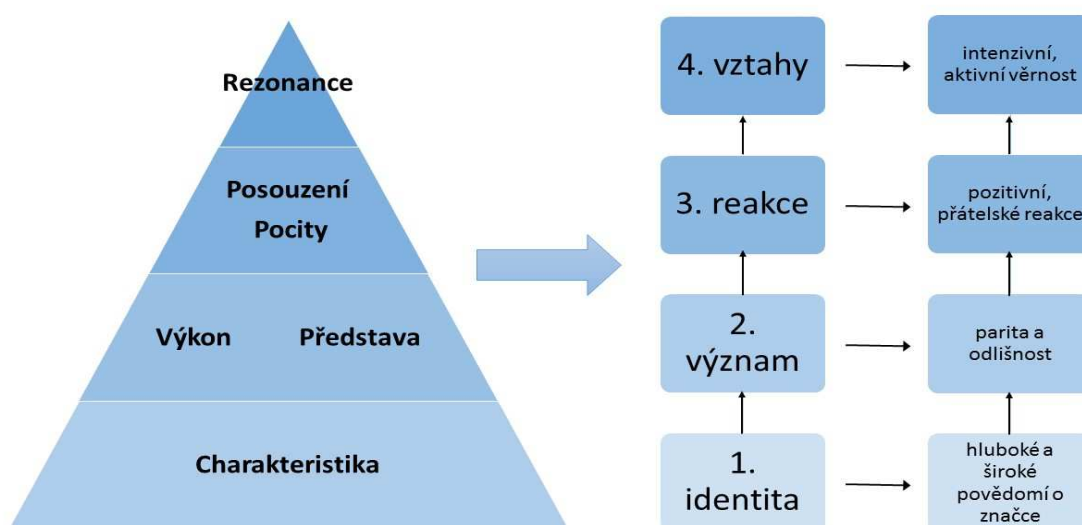 Rezonance
Posouzení
Pocity
Výkon Představa
Charakteristika
4. vztahy
intenzivní,
aktivní věrnost
3. reakce
pozitivní,
přátelské reakce
2.
význam
parita a
odlišnost
1.
identita
hluboké a
široké
povědomí o
značce